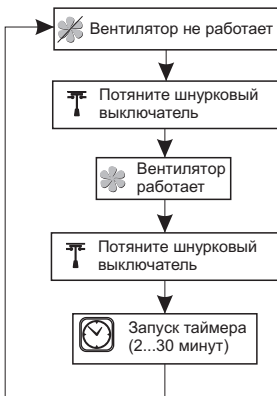 Вентилятор не работает
Потяните шнурковый
выключатель
Вентилятор
работает
Потяните шнурковый
выключатель
Запуск таймера
(2...30 минут)